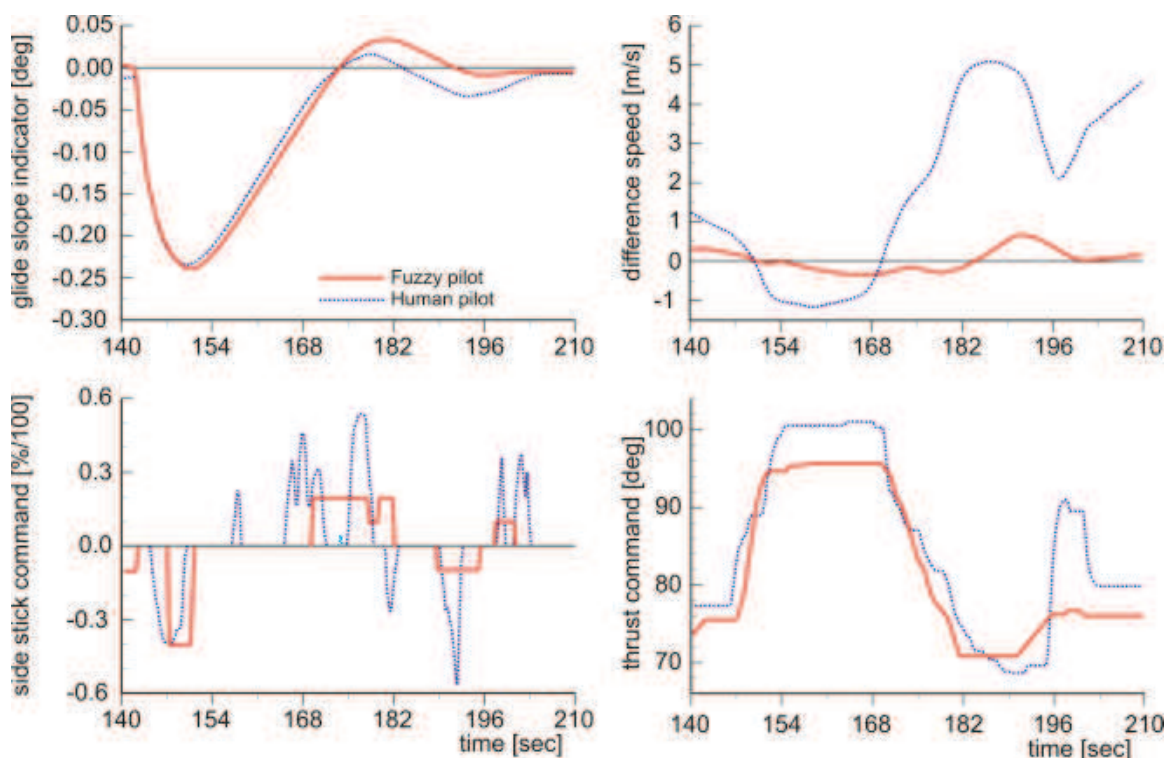 glide slope indicator [deg]
0.05
0.00
-0.05
-0.10
-0.15
-0.20
-0.25
-0.30
Fuzzy pilot
Human pilot
140 154 168 182 196 210
difference speed [m/s]
6
5
4
3
2
1
0
-1
140 154 168 182 196 210
side stick command [%/100]
0.6
0.3
0.0
-0.3
-0.6
140 154 168 182 196 210
time [sec]
thrust command [deg]
100
90
80
70
140 154 168 182 196 210
time [sec]